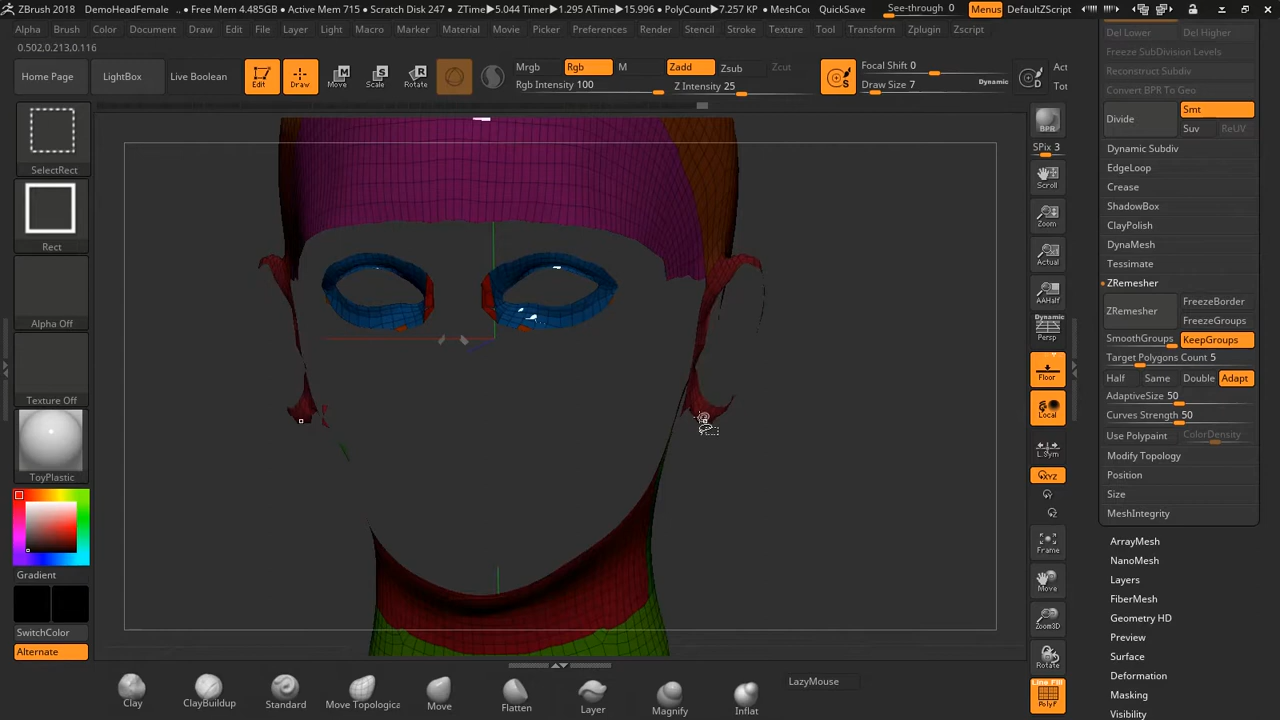 ZBrush 2018 DemoHeadFemale • Free Mem 4.485GB • Active Mem 715 • Scratch Disk 247 • ZTime▶5.044 Timer▶1.295 ATime▶15.996 • PolyCount▶7.257 KP • MeshCou QuickSave See-through 0 Menus DefaultZScript
Alpha Brush Color Document Draw Edit File Layer Light Macro Marker Material Movie Picker Preferences Render Stencil Stroke Texture Tool Transform Zplugin Zscript
0.502,0.213,0.116
Home Page LightBox Live Boolean Edit Draw Move Scale Rotate
Mrgb Rgb M Zadd Zsub Zcut
Rgb Intensity 100 Z Intensity 25
Focal Shift 0
Draw Size 7 Dynamic
Act
Tot
SelectRect
Rect
Alpha Off
Texture Off
ToyPlastic
Gradient
SwitchColor
Alternate
BPR
SPix 3
Scroll
Zoom
Actual
AAHalf
Dynamic
Persp
Floor
Local
L.Sym
XYZ
Frame
Move
Zoom3D
Rotate
Line Fill
PolyF
Del Lower Del Higher
Freeze SubDivision Levels
Reconstruct Subdiv
Convert BPR To Geo
Divide Smt
Suv ReUV
Dynamic Subdiv
EdgeLoop
Crease
ShadowBox
ClayPolish
DynaMesh
Tessimate
ZRemesher
ZRemesher FreezeBorder
FreezeGroups
SmoothGroups KeepGroups
Target Polygons Count 5
Half Same Double Adapt
AdaptiveSize 50
Curves Strength 50
Use Polypaint ColorDensity
Modify Topology
Position
Size
MeshIntegrity
ArrayMesh
NanoMesh
Layers
FiberMesh
Geometry HD
Preview
Surface
Deformation
Masking
Visibility
Clay ClayBuildup Standard Move Topologica Move Flatten Layer Magnify Inflat
LazyMouse